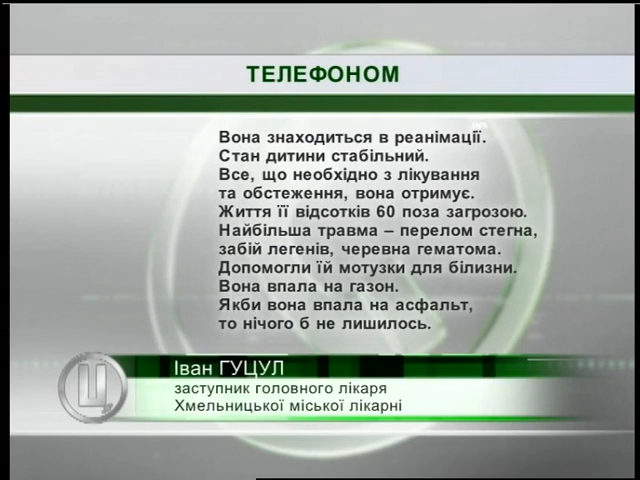 ТЕЛЕФОНОМ
Вона знаходиться в реанімації.
Стан дитини стабільний.
Все, що необхідно з лікування
та обстеження, вона отримує.
Життя її відсотків 60 поза загрозою.
Найбільша травма – перелом стегна,
забій легенів, черевна гематома.
Допомогли їй мотузки для білизни.
Вона впала на газон.
Якби вона впала на асфальт,
то нічого б не лишилось.
Іван ГУЦУЛ
заступник головного лікаря
Хмельницької міської лікарні
Ц